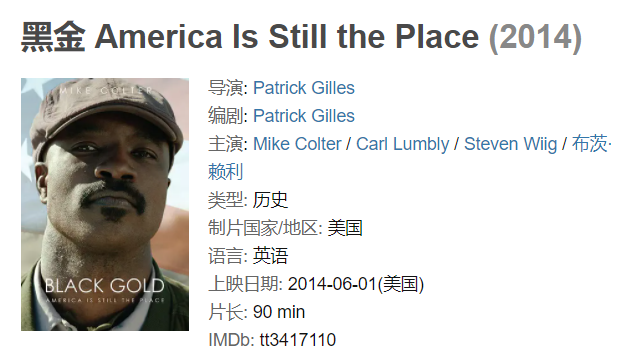 黑金 America Is Still the Place (2014)
MIKE COLTER
BLACK GOLD
AMERICA IS STILL THE PLACE
导演: Patrick Gilles
编剧: Patrick Gilles
主演: Mike Colter / Carl Lumbly / Steven Wiig / 布茨·
赖利
类型: 历史
制片国家/地区: 美国
语言: 英语
上映日期: 2014-06-01(美国)
片长: 90 min
IMDb: tt3417110